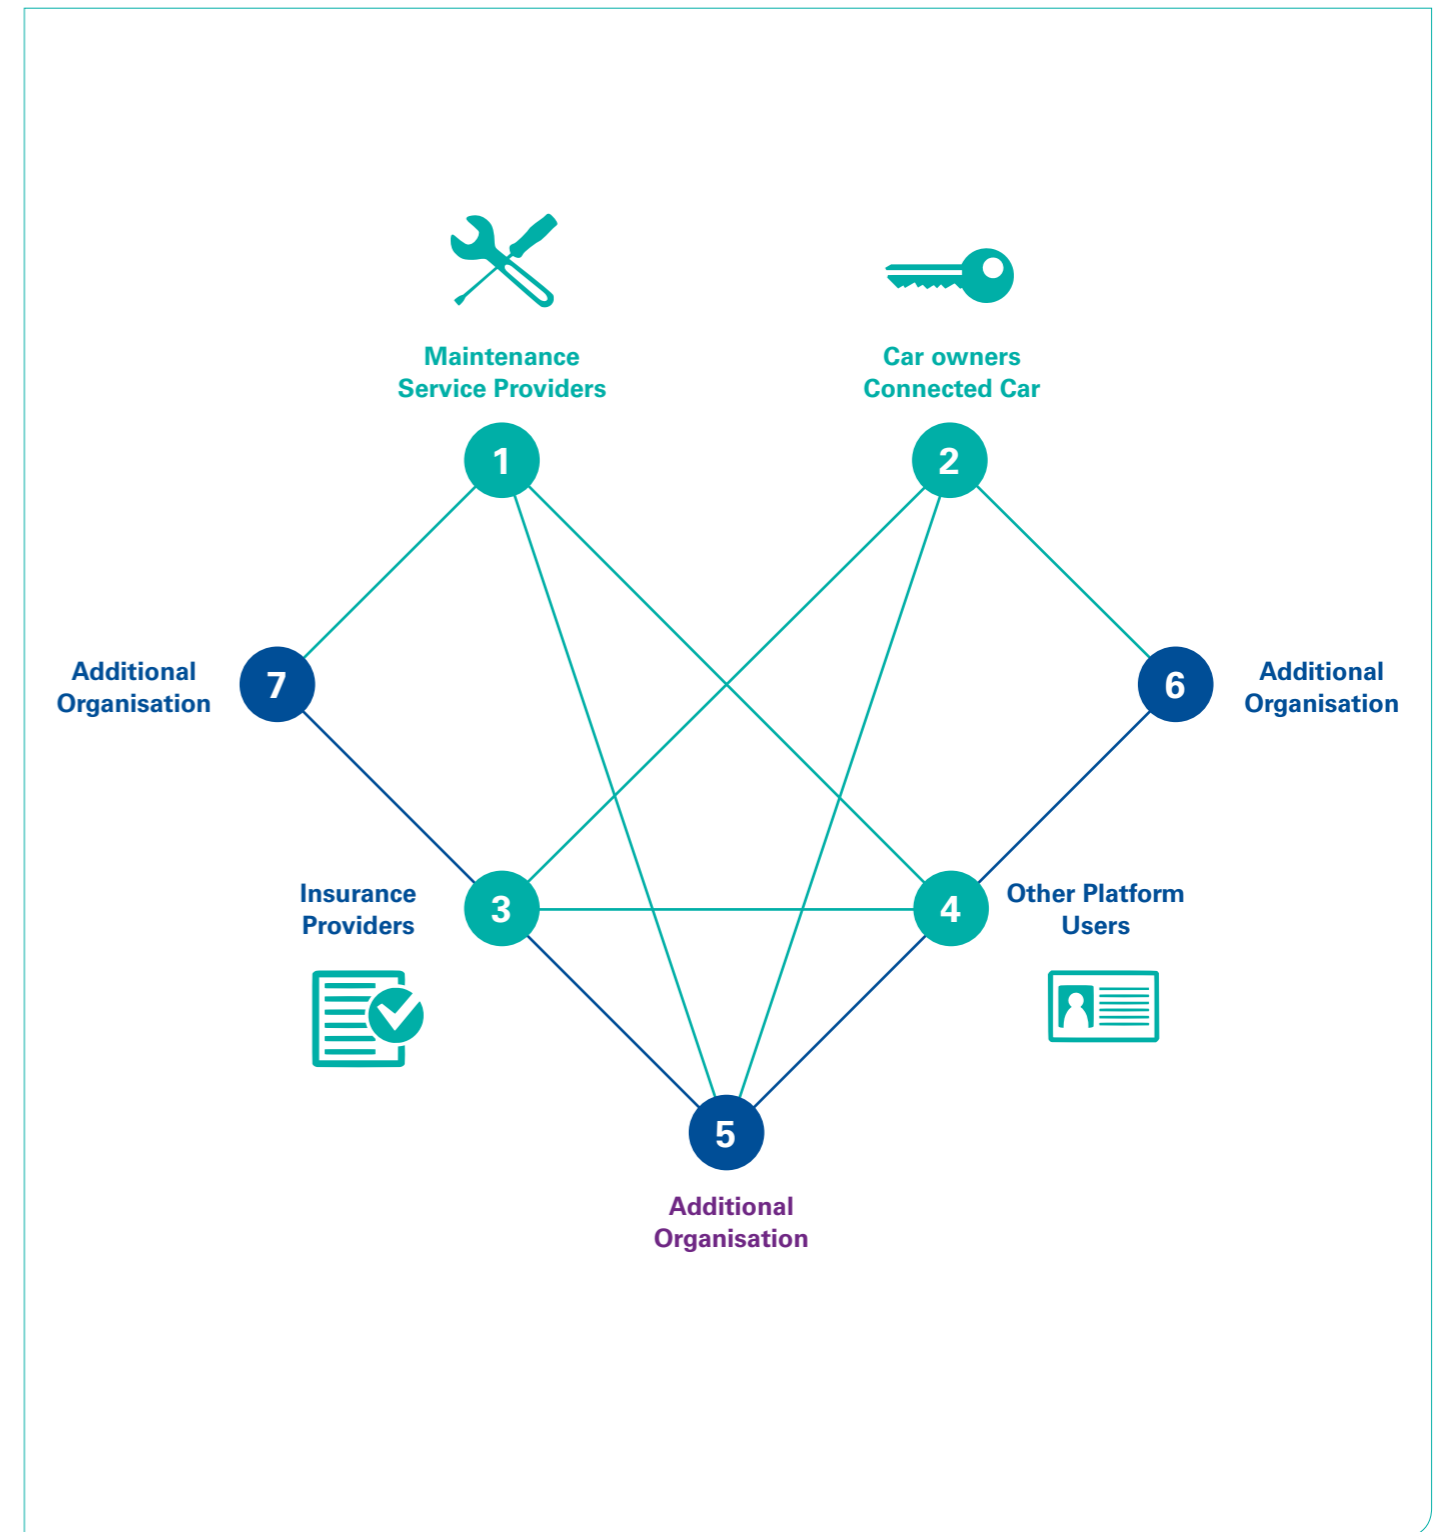 Maintenance
Service Providers
Car owners
Connected Car
1
2
Additional
Organisation
7
6
Additional
Organisation
Insurance
Providers
3
4
Other Platform
Users
5
Additional
Organisation